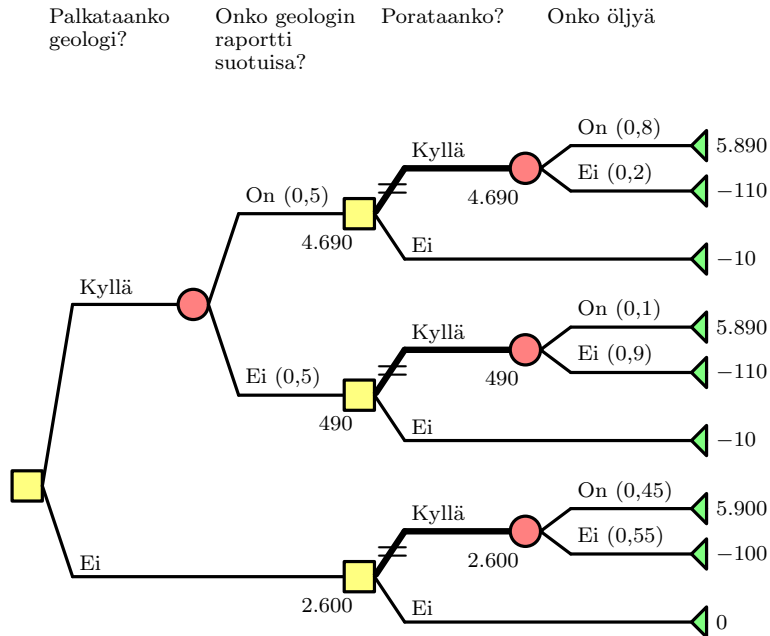 Palkataanko
geologi?
Onko geologin
raportti
suotuisa?
Porataanko?
Onko öljyä
On (0,8)
5.890
Kyllä
Ei (0,2)
4.690
−110
On (0,5)
4.690
Ei
−10
Kyllä
On (0,1)
5.890
Kyllä
Ei (0,9)
490
−110
Ei (0,5)
490
Ei
−10
On (0,45)
5.900
Kyllä
Ei (0,55)
2.600
−100
Ei
2.600
Ei
0